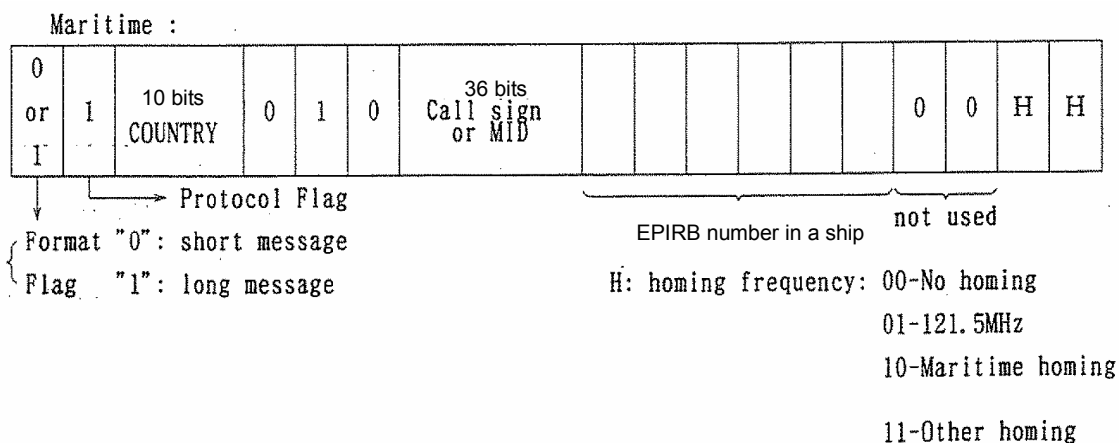 Maritime :
0
or
1
1
10 bits
COUNTRY
0
1
0
36 bits
Call sign
or MID
0
0
H
H
Protocol Flag
Format "0": short message
Flag "1": long message
EPIRB number in a ship
not used
H: homing frequency: 00-No homing
01-121.5MHz
10-Maritime homing
11-Other homing